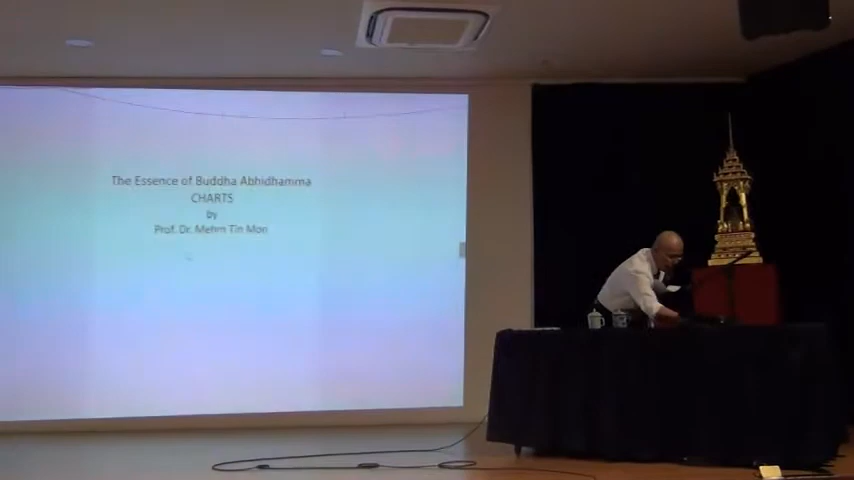 The Essence of Buddha Abhidhamma
CHARTS
by
Prof. Dr. Mehm Tin Mon